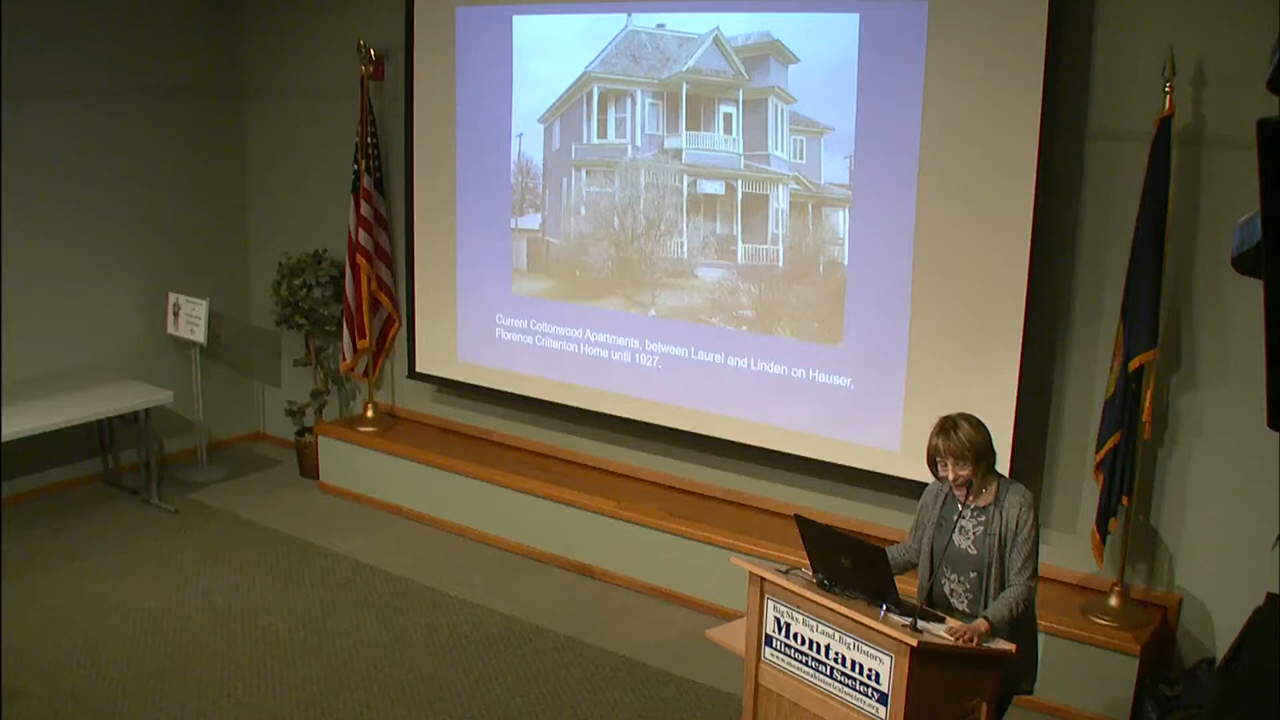 Current Cottonwood Apartments, between Laurel and Linden on Hauser,
Florence Crittenton Home until 1927.
Big Sky. Big Land. Big History.
Montana
Historical Society
www.montanahistoricalsociety.org